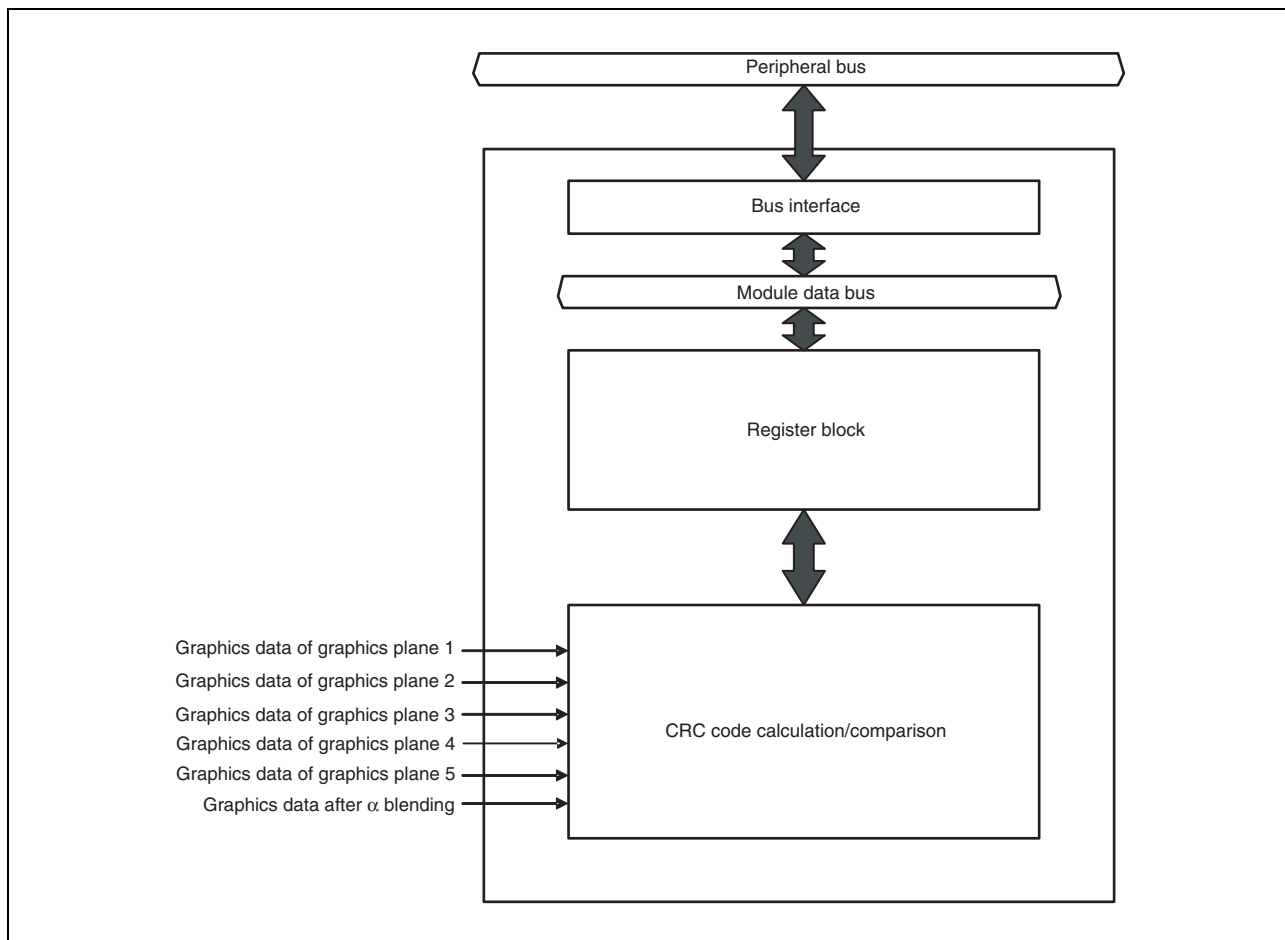 Peripheral bus
Bus interface
Module data bus
Register block
Graphics data of graphics plane 1
Graphics data of graphics plane 2
Graphics data of graphics plane 3
Graphics data of graphics plane 4
Graphics data of graphics plane 5
Graphics data after α blending
CRC code calculation/comparison